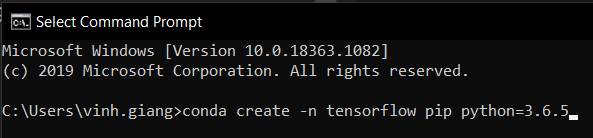 Select Command Prompt
Microsoft Windows [Version 10.0.18363.1082]
(c) 2019 Microsoft Corporation. All rights reserved.
C:\Users\vinh.giang>conda create -n tensorflow pip python=3.6.5